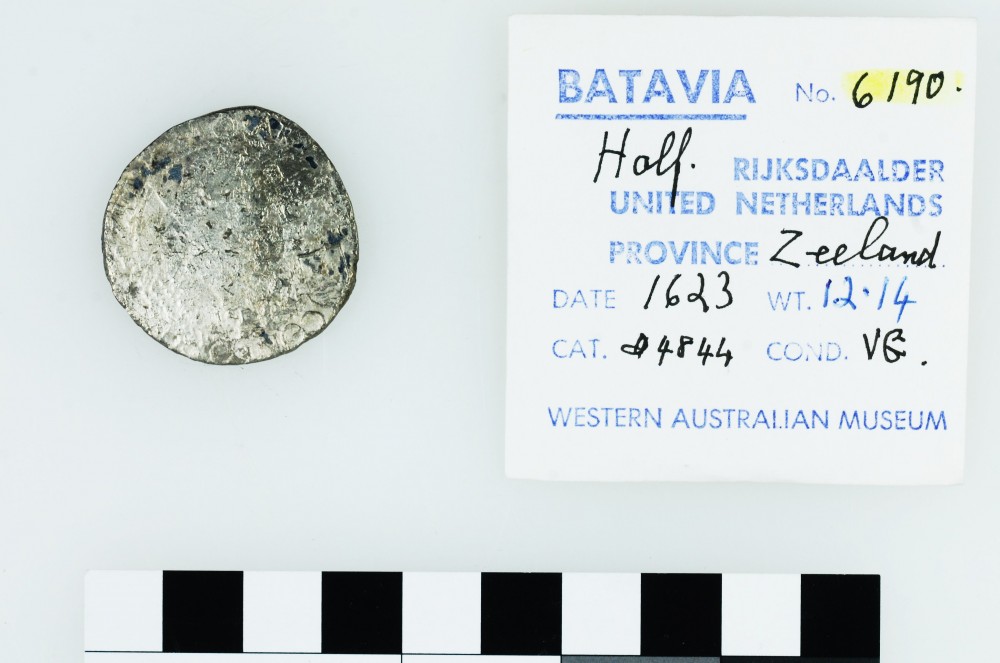 BATAVIA No. 6190.
Half. RIJKSDAALDER
UNITED NETHERLANDS
PROVINCE Zeeland
DATE 1623 WT. 12.14
CAT. 4844 COND. VG.
WESTERN AUSTRALIAN MUSEUM